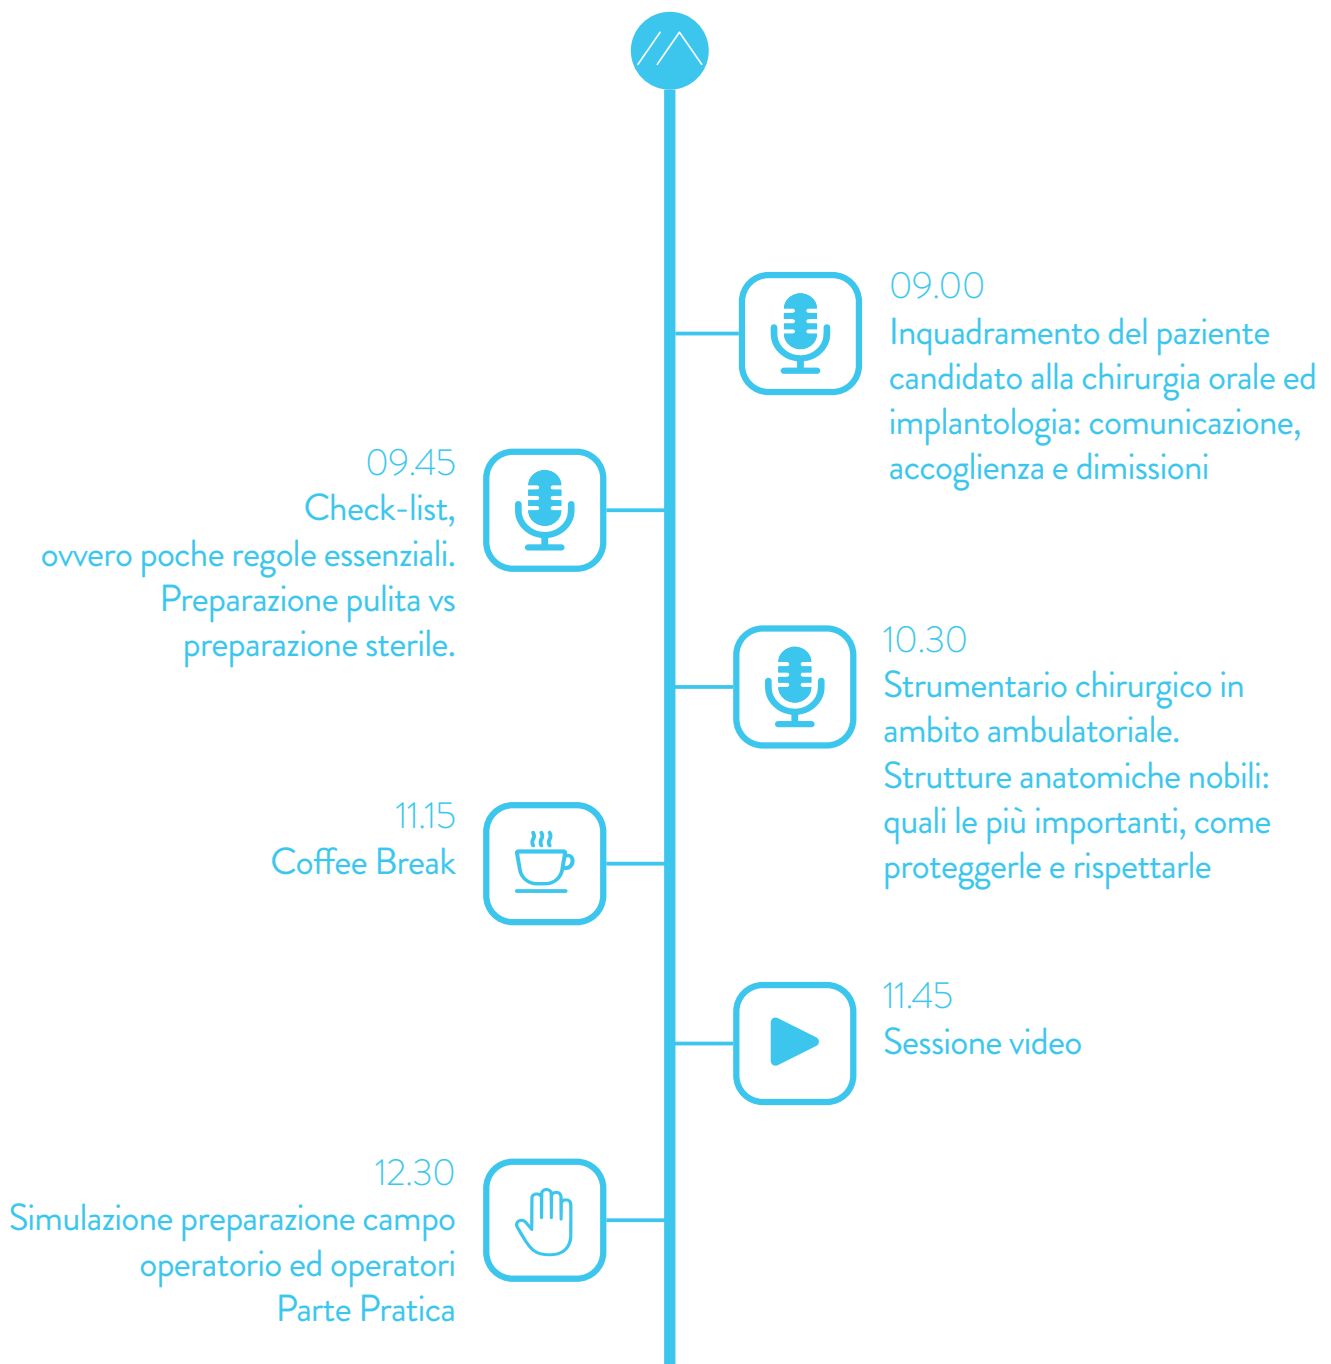 09.00
Inquadramento del paziente
candidato alla chirurgia orale ed
implantologia: comunicazione,
accoglienza e dimissioni
09.45
Check-list,
ovvero poche regole essenziali.
Preparazione pulita vs
preparazione sterile.
10.30
Strumentario chirurgico in
ambito ambulatoriale.
Strutture anatomiche nobili:
quali le più importanti, come
proteggerle e rispettarle
11.15
Coffee Break
11.45
Sessione video
12.30
Simulazione preparazione campo
operatorio ed operatori
Parte Pratica